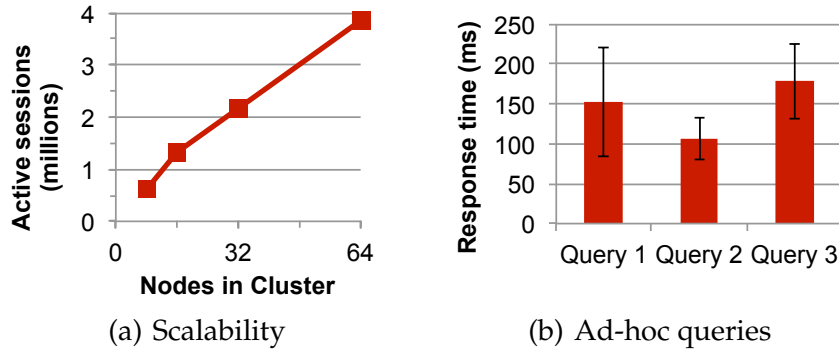 Active sessions
(millions)
4
3
2
1
0
0
32
64
Nodes in Cluster
(a) Scalability
Response time (ms)
250
200
150
100
50
0
Query 1 Query 2 Query 3
(b) Ad-hoc queries